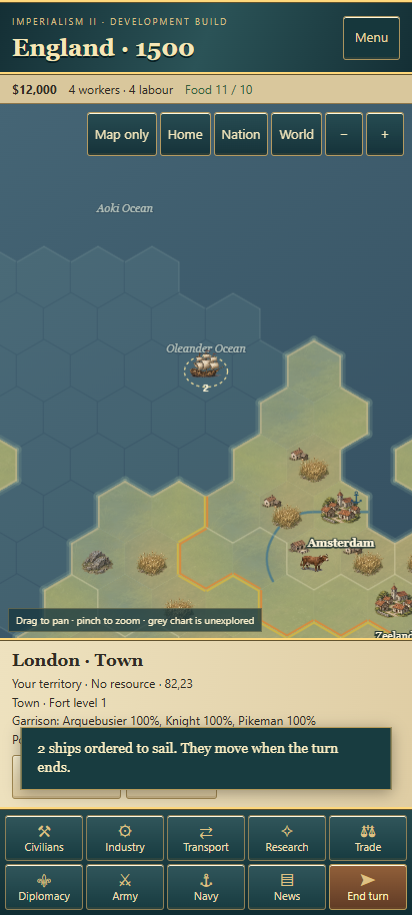 IMPERIALISM II · DEVELOPMENT BUILD
England · 1500
Menu
$12,000 4 workers · 4 labour Food 11 / 10
Map only
Home
Nation
World
−
+
Aoki Ocean
Oleander Ocean
2
Amsterdam
Drag to pan · pinch to zoom · grey chart is unexplored
Zeeland
London · Town
Your territory · No resource · 82,23
Town · Fort level 1
Garrison: Arquebusier 100%, Knight 100%, Pikeman 100%
2 ships ordered to sail. They move when the turn
ends.
Civilians
Industry
Transport
Research
Trade
Diplomacy
Army
Navy
News
End turn